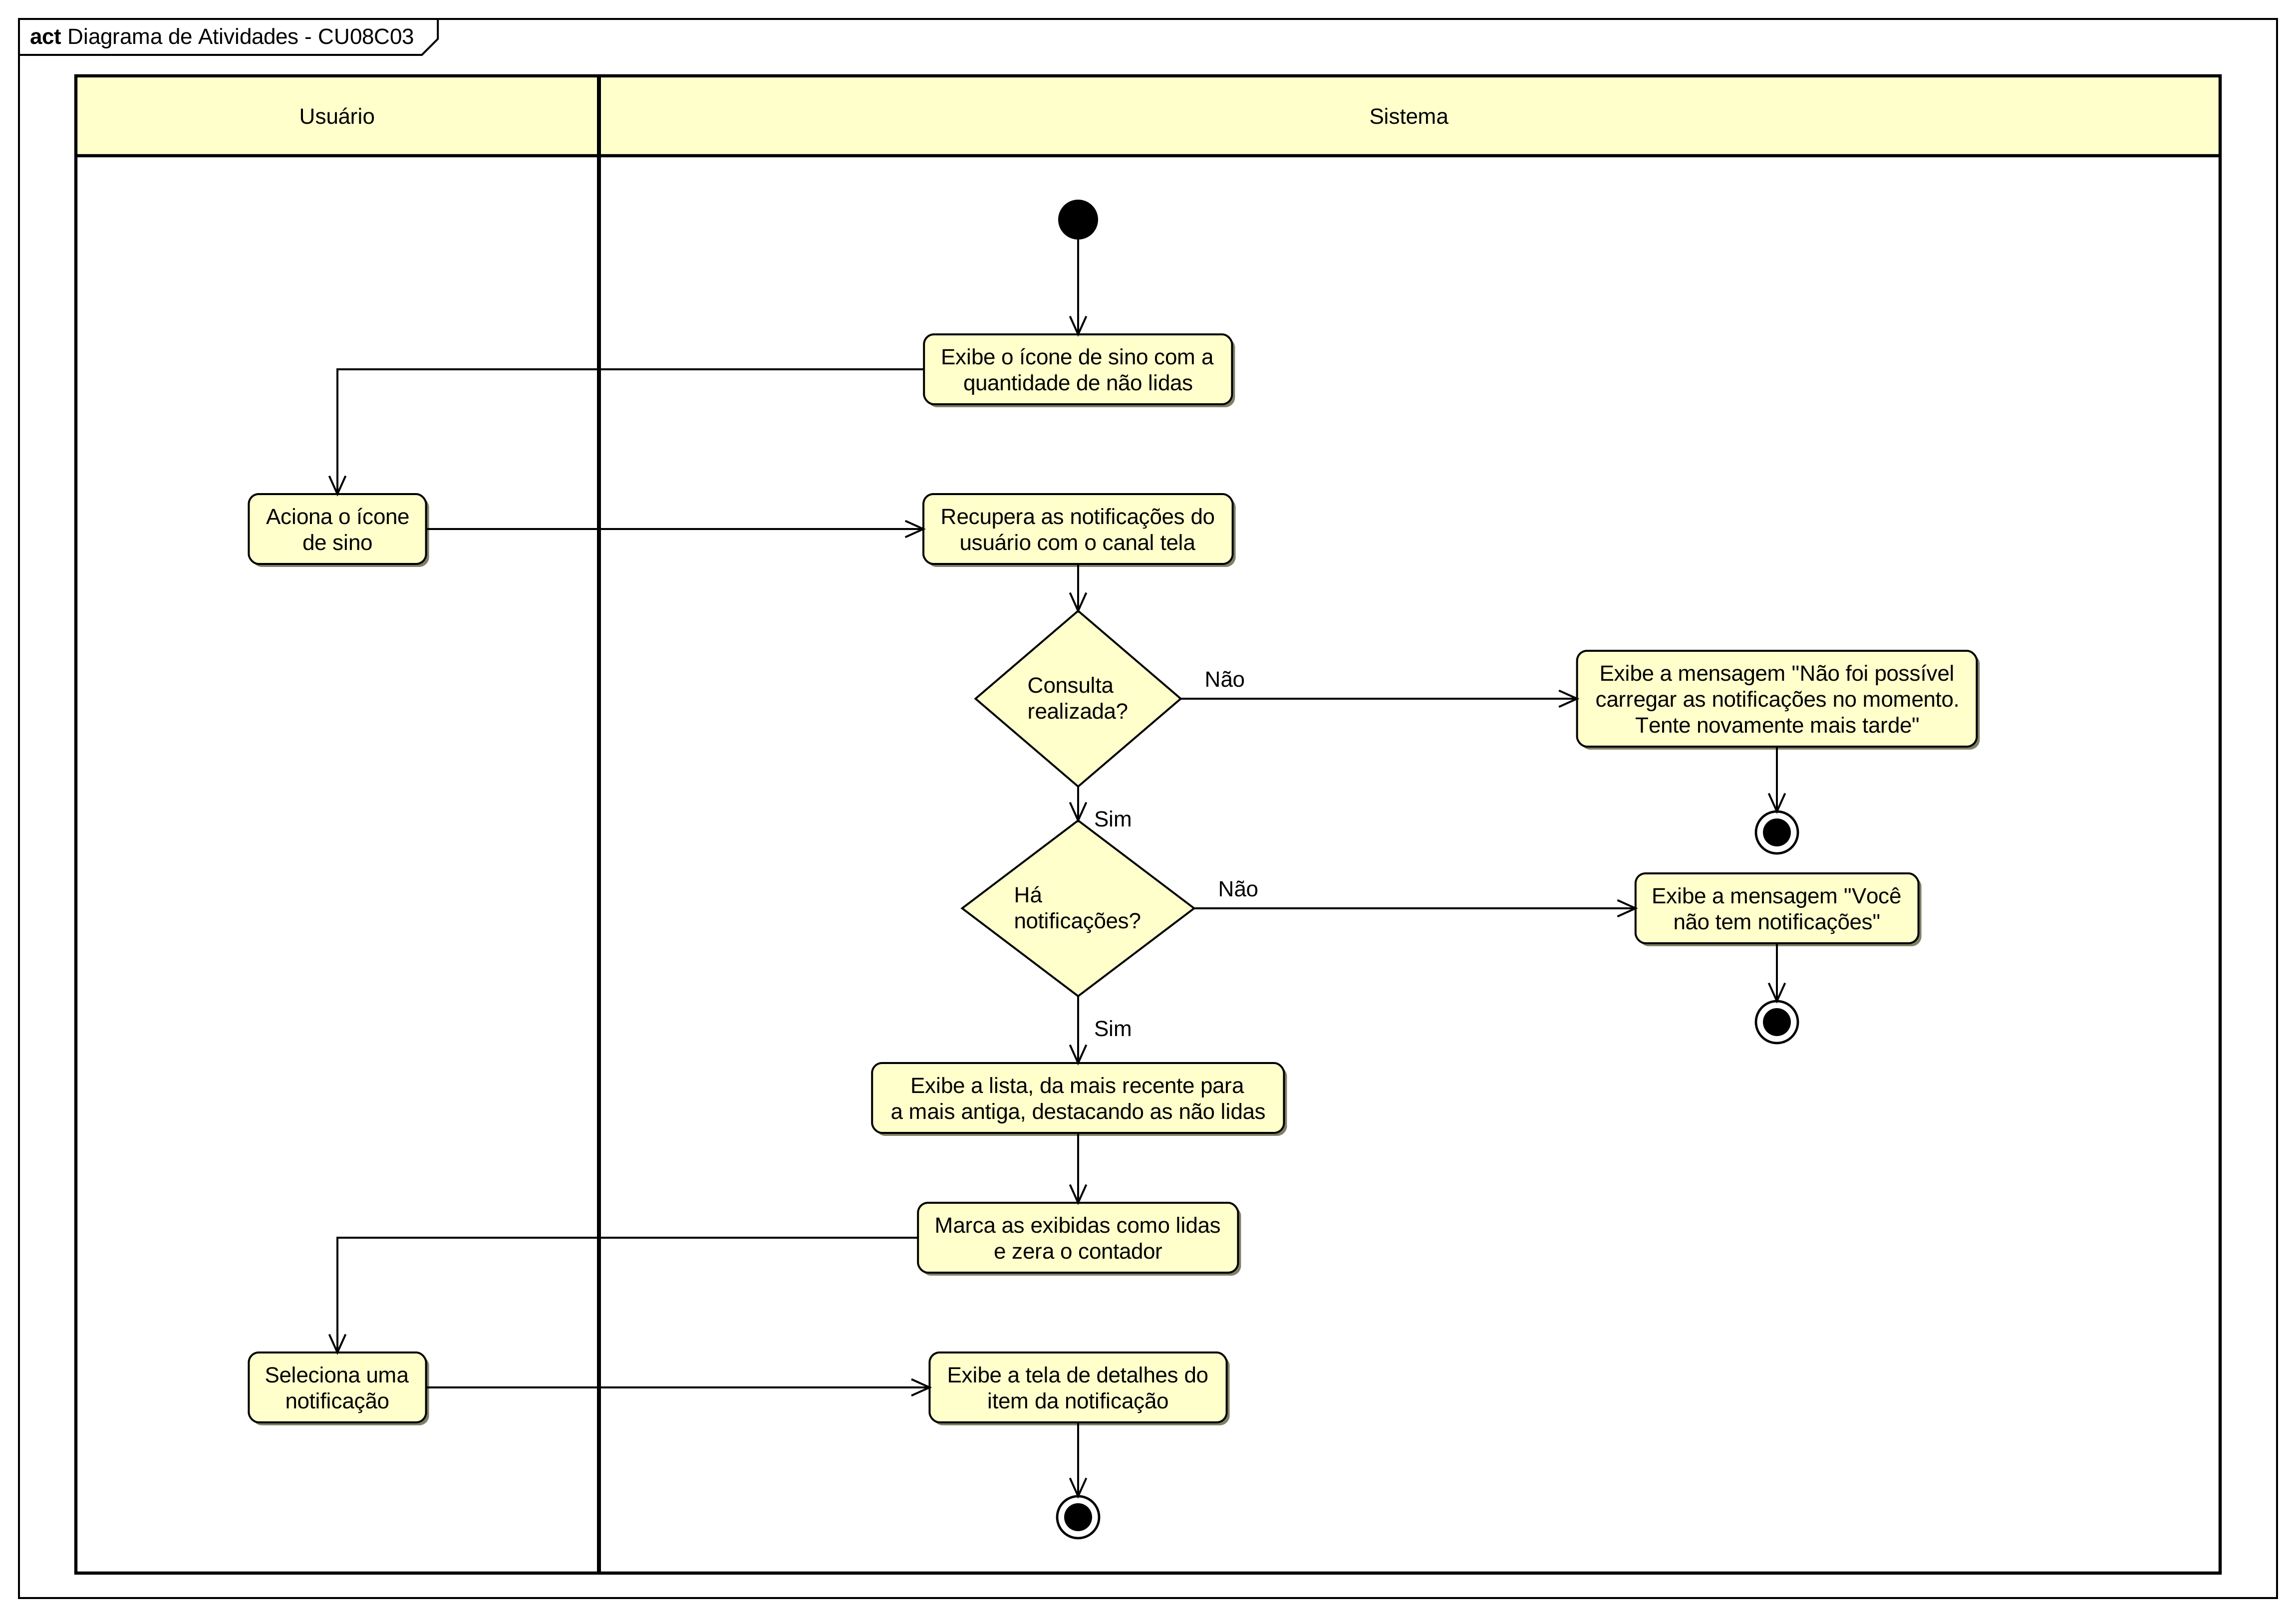 act Diagrama de Atividades - CU08C03
Usuário
Sistema
Exibe o ícone de sino com a
quantidade de não lidas
Aciona o ícone
de sino
Recupera as notificações do
usuário com o canal tela
Consulta
realizada?
Não
Exibe a mensagem "Não foi possível
carregar as notificações no momento.
Tente novamente mais tarde"
Sim
Há
notificações?
Não
Exibe a mensagem "Você
não tem notificações"
Sim
Exibe a lista, da mais recente para
a mais antiga, destacando as não lidas
Marca as exibidas como lidas
e zera o contador
Seleciona uma
notificação
Exibe a tela de detalhes do
item da notificação